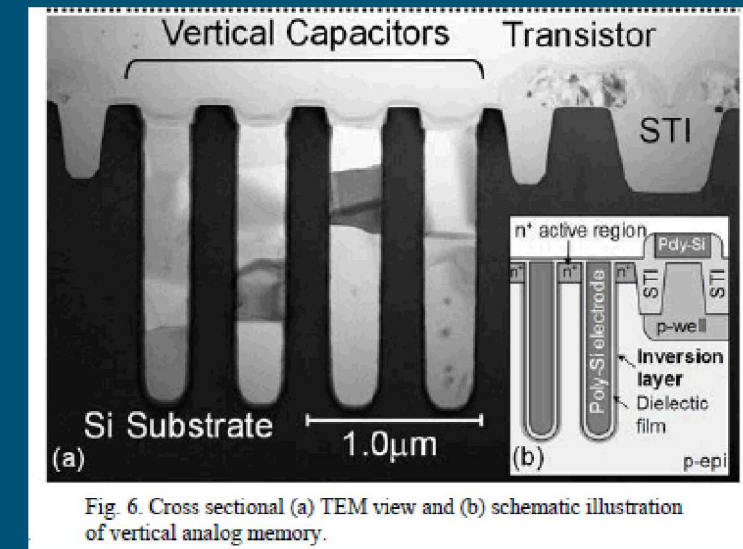 Vertical Capacitors Transistor
STI
n⁺ active region
Poly-Si
n⁺ n⁺ n⁺ STI STI
p-well
Poly-Si electrode
Inversion
layer
Dielectic
film
Si Substrate
1.0μm
(a) (b) p-epi
Fig. 6. Cross sectional (a) TEM view and (b) schematic illustration
of vertical analog memory.